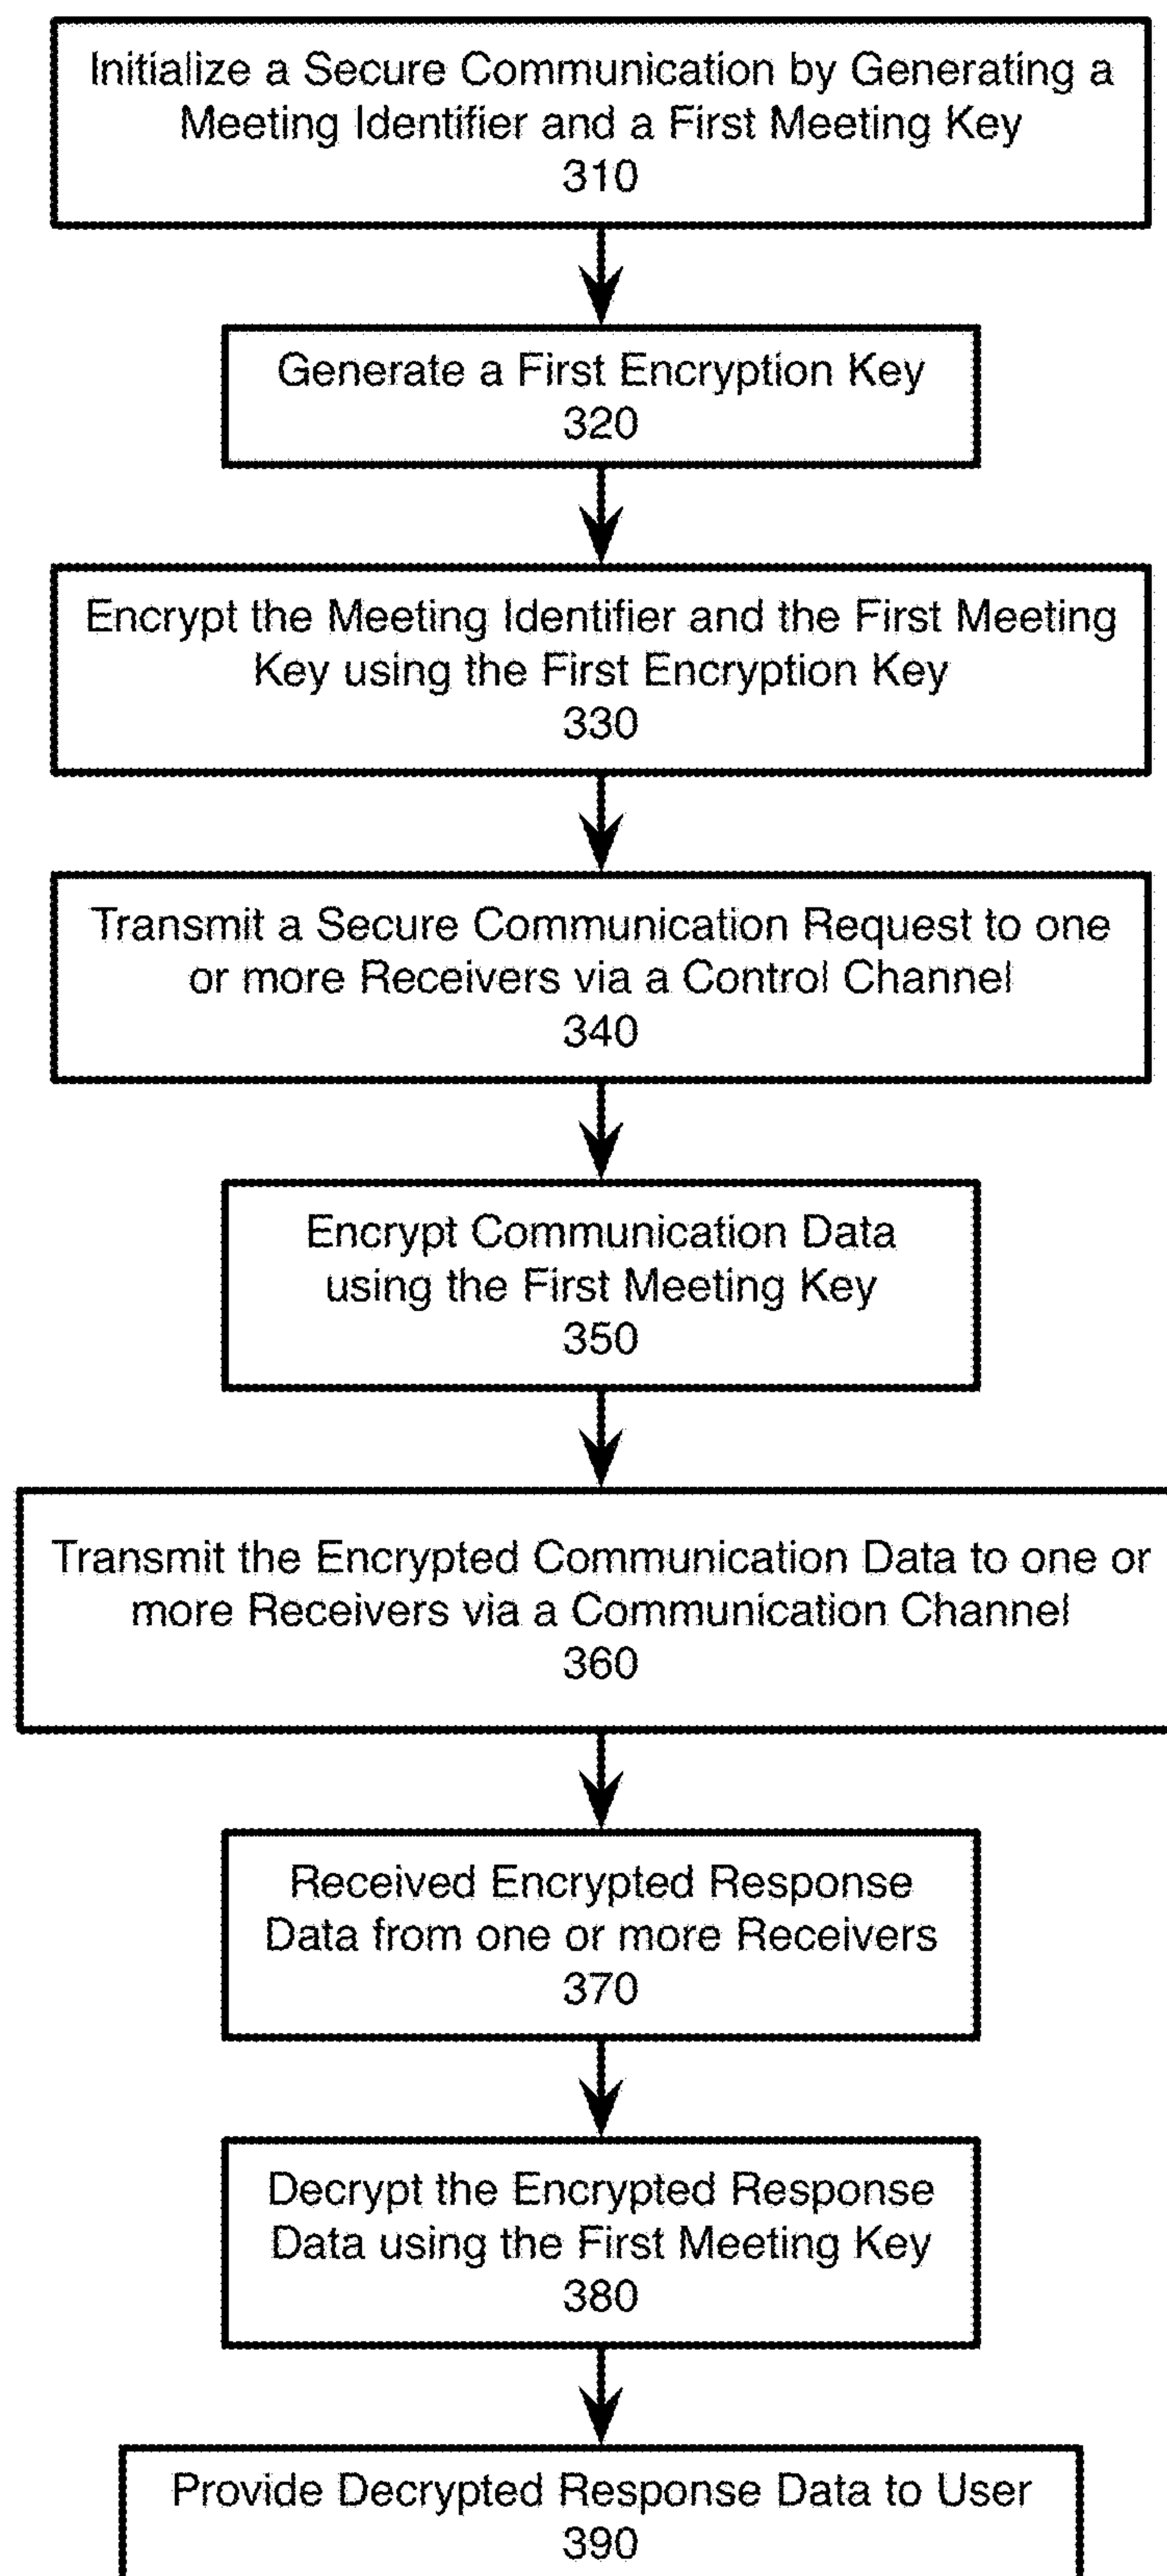 Initialize a Secure Communication by Generating a
Meeting Identifier and a First Meeting Key
310
Generate a First Encryption Key
320
Encrypt the Meeting Identifier and the First Meeting
Key using the First Encryption Key
330
Transmit a Secure Communication Request to one
or more Receivers via a Control Channel
340
Encrypt Communication Data
using the First Meeting Key
350
Transmit the Encrypted Communication Data to one or
more Receivers via a Communication Channel
360
Received Encrypted Response
Data from one or more Receivers
370
Decrypt the Encrypted Response
Data using the First Meeting Key
380
Provide Decrypted Response Data to User
390